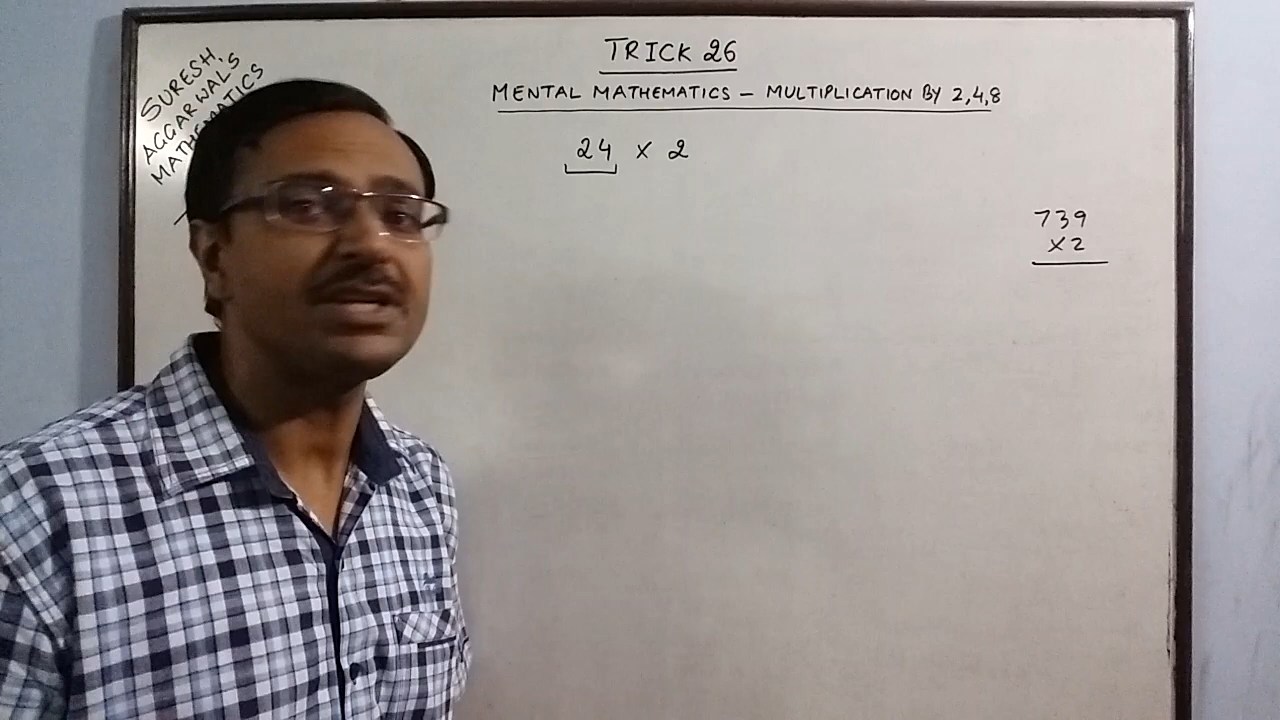 SURESH
AGGARWAL'S
MATHEMATICS
TRICK 26
MENTAL MATHEMATICS – MULTIPLICATION BY 2,4,8
24 × 2
739
×2